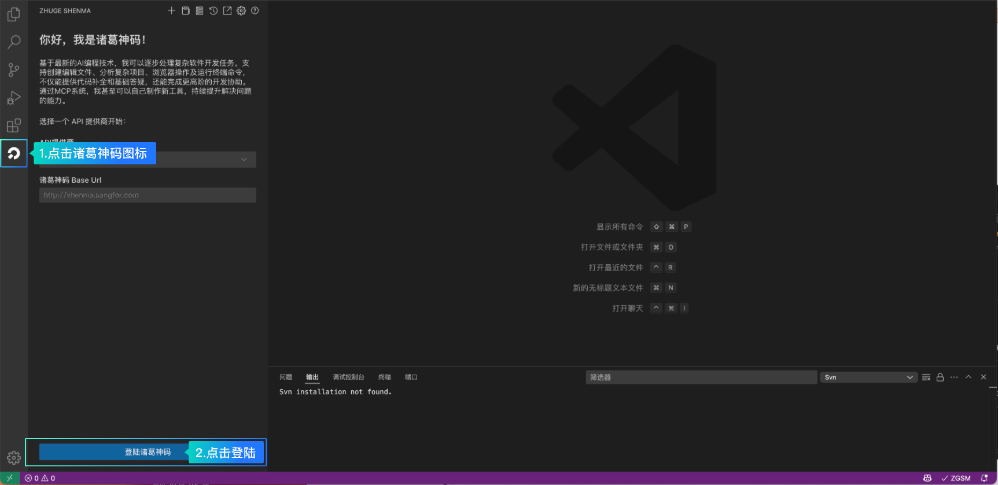 ZHUGE SHENMA
你好，我是诸葛神码！
基于最新的AI编程技术，我可以逐步处理复杂软件开发任务。支
持创建编辑文件、分析复杂项目、浏览器操作及运行终端命令。
不仅能提供代码补全和基础答疑，还能完成更高阶的开发协助。
通过MCP系统，我甚至可以自己制作新工具，持续提升解决问题
的能力。
选择一个 API 提供商开始：
1.点击诸葛神码图标
诸葛神码 Base Url
http://shenma.sangfor.com
登陆诸葛神码
2.点击登陆
显示所有命令 ⇧ ⌘ P
打开文件或文件夹 ⌘ O
打开最近的文件 ⌃ R
新的无标题文本文件 ⌘ N
打开聊天 ⌃ ⌘ I
问题 输出 调试控制台 终端 端口
筛选器
Svn
Svn installation not found.
0 0
ZGSM